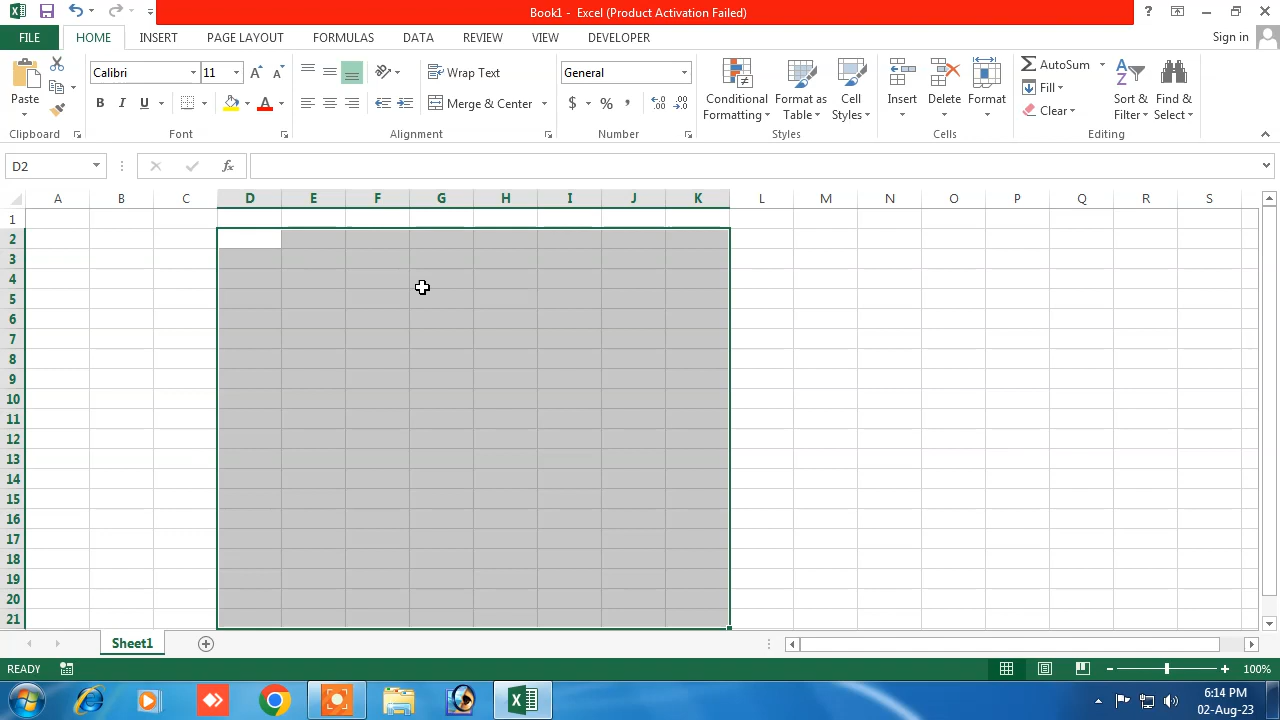 Book1 - Excel (Product Activation Failed)
FILE HOME INSERT PAGE LAYOUT FORMULAS DATA REVIEW VIEW DEVELOPER Sign in
Paste
Calibri 11
B I U A
Wrap Text
Merge & Center
General
$ % ,
Conditional Formatting
Format as Table
Cell Styles
Insert Delete Format
AutoSum
Fill
Clear
Sort & Filter
Find & Select
Clipboard Font Alignment Number Styles Cells Editing
D2 fx
A B C D E F G H I J K L M N O P Q R S
1
2
3
4
5
6
7
8
9
10
11
12
13
14
15
16
17
18
19
20
21
Sheet1
READY 100%
6:14 PM
02-Aug-23